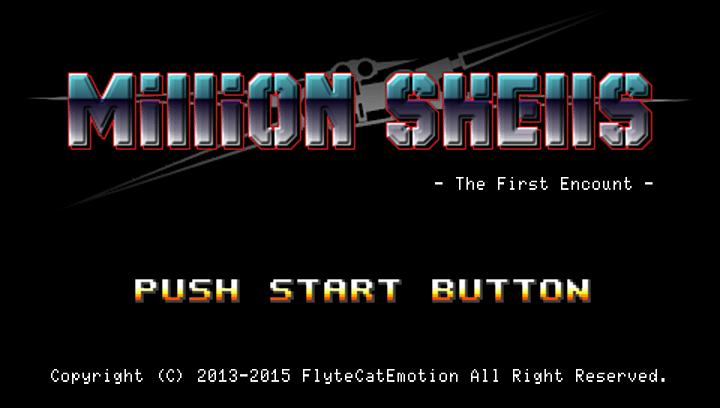 MilliON SHEllS
- The First Encount -
PUSH START BUTTON
Copyright (C) 2013-2015 FlyteCatEmotion All Right Reserved.